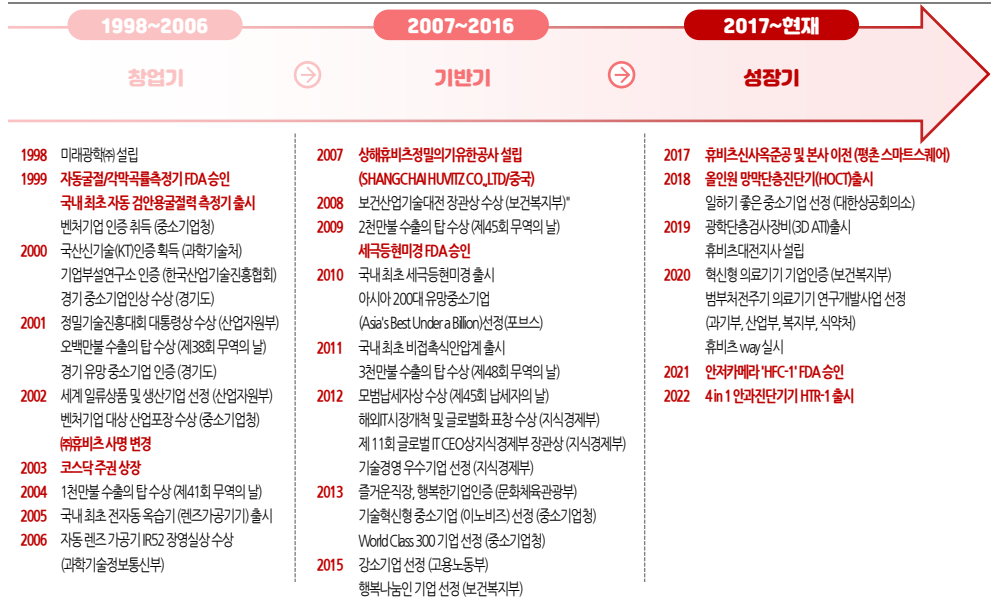 1998~2006
창업기
2007~2016
기반기
2017~현재
성장기
1998 미래광학㈜ 설립
1999 자동굴절/각막곡률측정기 FDA 승인
국내 최초 자동 검안용굴절력 측정기 출시
벤처기업 인증 취득 (중소기업청)
2000 국산신기술(KT)인증 획득 (과학기술처)
기업부설연구소 인증 (한국산업기술진흥협회)
경기 중소기업인상 수상 (경기도)
2001 정밀기술진흥대회 대통령상 수상 (산업자원부)
오백만불 수출의 탑 수상 (제38회 무역의 날)
경기 유망 중소기업 인증 (경기도)
2002 세계 일류상품 및 생산기업 선정 (산업자원부)
벤처기업 대상 산업포장 수상 (중소기업청)
㈜휴비츠 사명 변경
2003 코스닥 주권 상장
2004 1천만불 수출의 탑 수상 (제41회 무역의 날)
2005 국내 최초 전자동 옥습기 (렌즈가공기기) 출시
2006 자동 렌즈 가공기 IR52 장영실상 수상
(과학기술정보통신부)
2007 상해휴비츠정밀의기유한공사 설립
(SHANGCHAI HUVITZ CO.,LTD/중국)
2008 보건산업기술대전 장관상 수상 (보건복지부)"
2009 2천만불 수출의 탑 수상 (제45회 무역의 날)
세극등현미경 FDA 승인
2010 국내 최초 세극등현미경 출시
아시아 200대 유망중소기업
(Asia's Best Under a Billion)선정(포브스)
2011 국내 최초 비접촉식안압계 출시
3천만불 수출의 탑 수상 (제48회 무역의 날)
2012 모범납세자상 수상 (제45회 납세자의 날)
해외IT시장개척 및 글로벌화 표창 수상 (지식경제부)
제 11회 글로벌 IT CEO상지식경제부 장관상 (지식경제부)
기술경영 우수기업 선정 (지식경제부)
2013 즐거운직장, 행복한기업인증 (문화체육관광부)
기술혁신형 중소기업 (이노비즈) 선정 (중소기업청)
World Class 300 기업 선정 (중소기업청)
2015 강소기업 선정 (고용노동부)
행복나눔인 기업 선정 (보건복지부)
2017 휴비츠신사옥준공 및 본사 이전 (평촌 스마트스퀘어)
2018 올인원 망막단층진단기(HOCT)출시
일하기 좋은 중소기업 선정 (대한상공회의소)
2019 광학단층검사장비(3D ATI)출시
휴비츠대전지사 설립
2020 혁신형 의료기기 기업인증 (보건복지부)
범부처전주기 의료기기 연구개발사업 선정
(과기부, 산업부, 복지부, 식약처)
휴비츠 way 실시
2021 안저카메라 'HFC-1' FDA 승인
2022 4 in 1 안과진단기기 HTR-1 출시